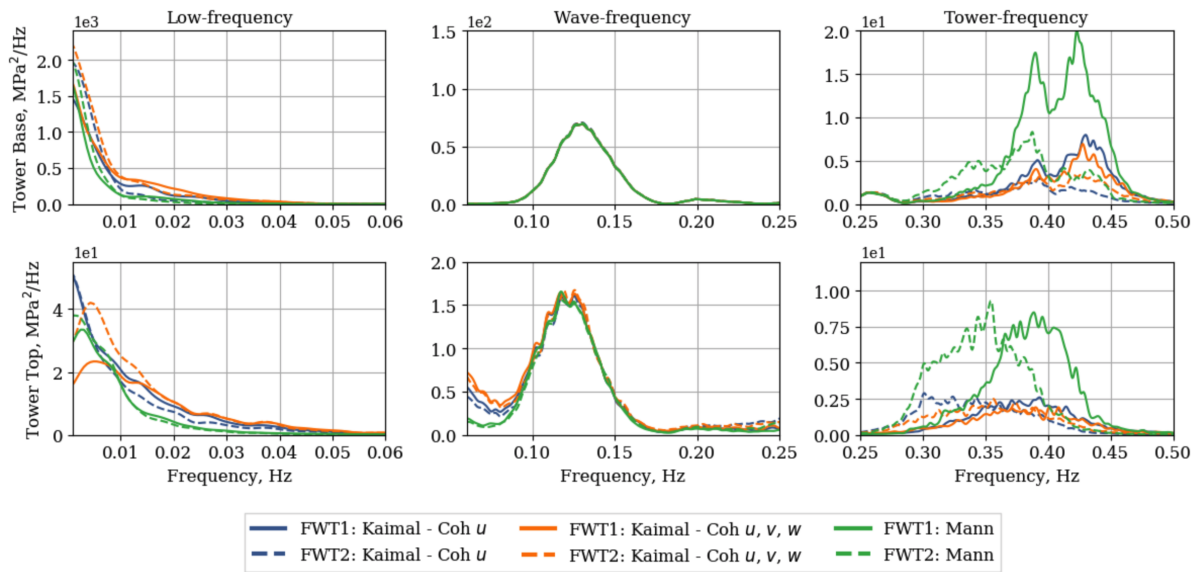 Low-frequency Wave-frequency Tower-frequency
1e3 1e2 1e1
Tower Base, MPa²/Hz
2.0
1.5
1.0
0.5
0.0
0.01 0.02 0.03 0.04 0.05 0.06
1.5
1.0
0.5
0.0
0.10 0.15 0.20 0.25
2.0
1.5
1.0
0.5
0.0
0.25 0.30 0.35 0.40 0.45 0.50
1e1 1e1
Tower Top, MPa²/Hz
4
2
0
0.01 0.02 0.03 0.04 0.05 0.06
2.0
1.5
1.0
0.5
0.0
0.10 0.15 0.20 0.25
1.00
0.75
0.50
0.25
0.00
0.25 0.30 0.35 0.40 0.45 0.50
Frequency, Hz Frequency, Hz Frequency, Hz
FWT1: Kaimal - Coh u FWT1: Kaimal - Coh u, v, w FWT1: Mann
FWT2: Kaimal - Coh u FWT2: Kaimal - Coh u, v, w FWT2: Mann